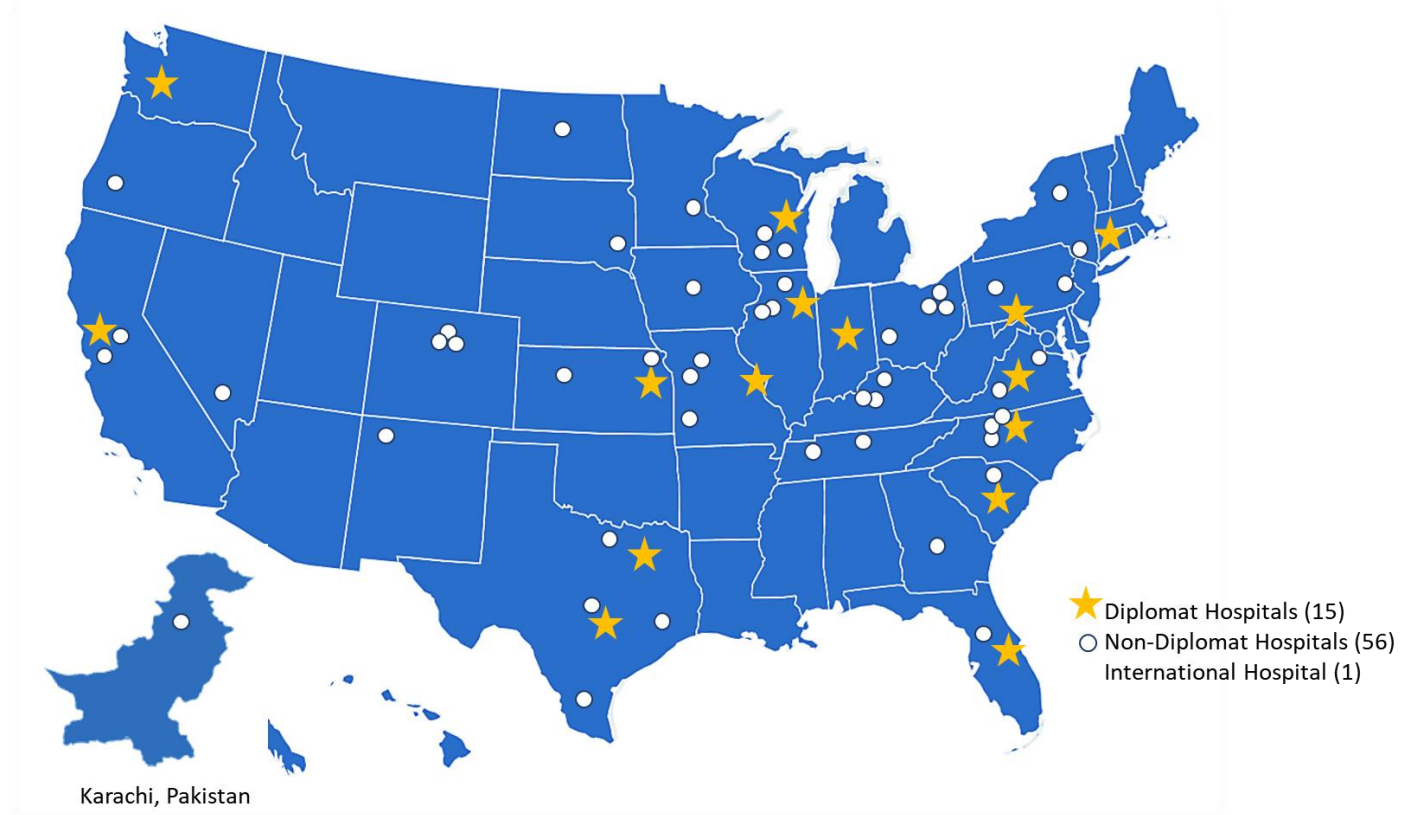 Diplomat Hospitals (15)
Non-Diplomat Hospitals (56)
International Hospital (1)
Karachi, Pakistan